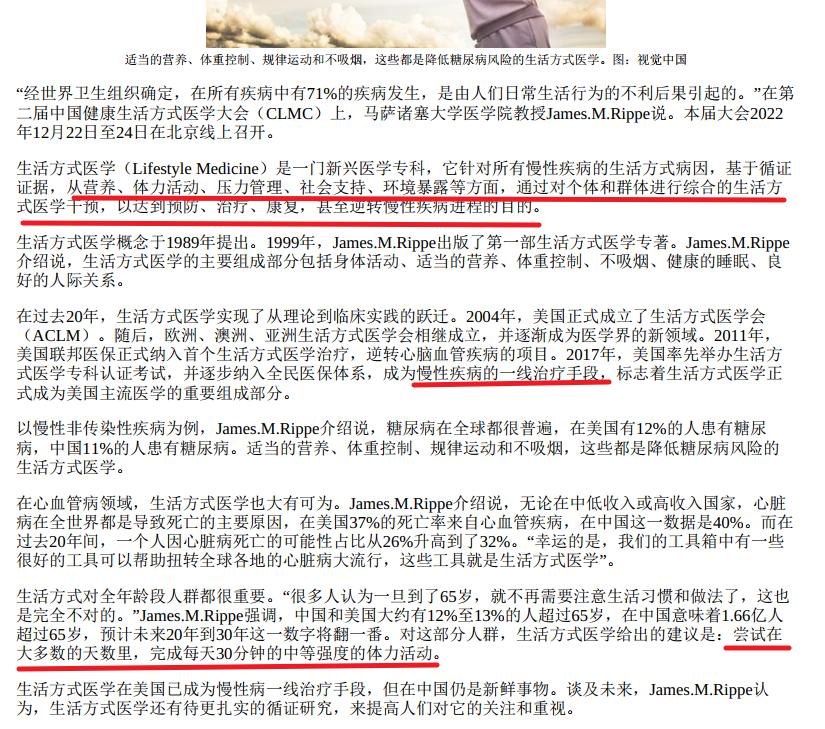 适当的营养、体重控制、规律运动和不吸烟，这些都是降低糖尿病风险的生活方式医学。图：视觉中国
“经世界卫生组织确定，在所有疾病中有71%的疾病发生，是由人们日常生活行为的不利后果引起的。”在第
二届中国健康生活方式医学大会（CLMC）上，马萨诸塞大学医学院教授James.M.Rippe说。本届大会2022
年12月22日至24日在北京线上召开。
生活方式医学（Lifestyle Medicine）是一门新兴医学专科，它针对所有慢性疾病的生活方式病因，基于循证
证据，从营养、体力活动、压力管理、社会支持、环境暴露等方面，通过对个体和群体进行综合的生活方
式医学干预，以达到预防、治疗、康复，甚至逆转慢性疾病进程的目的。
生活方式医学概念于1989年提出。1999年，James.M.Rippe出版了第一部生活方式医学专著。James.M.Rippe
介绍说，生活方式医学的主要组成部分包括身体活动、适当的营养、体重控制、不吸烟、健康的睡眠、良
好的人际关系。
在过去20年，生活方式医学实现了从理论到临床实践的跃迁。2004年，美国正式成立了生活方式医学会
（ACLM）。随后，欧洲、澳洲、亚洲生活方式医学会相继成立，并逐渐成为医学界的新领域。2011年，
美国联邦医保正式纳入首个生活方式医学治疗，逆转心脑血管疾病的项目。2017年，美国率先举办生活方
式医学专科认证考试，并逐步纳入全民医保体系，成为慢性疾病的一线治疗手段，标志着生活方式医学正
式成为美国主流医学的重要组成部分。
以慢性非传染性疾病为例，James.M.Rippe介绍说，糖尿病在全球都很普遍，在美国有12%的人患有糖尿
病，中国11%的人患有糖尿病。适当的营养、体重控制、规律运动和不吸烟，这些都是降低糖尿病风险的
生活方式医学。
在心血管病领域，生活方式医学也大有可为。James.M.Rippe介绍说，无论在中低收入或高收入国家，心脏
病在全世界都是导致死亡的主要原因，在美国37%的死亡率来自心血管疾病，在中国这一数据是40%。而在
过去20年间，一个人因心脏病死亡的可能性占比从26%升高到了32%。“幸运的是，我们的工具箱中有一些
很好的工具可以帮助扭转全球各地的心脏病大流行，这些工具就是生活方式医学”。
生活方式对全年龄段人群都很重要。“很多人认为一旦到了65岁，就不再需要注意生活习惯和做法了，这也
是完全不对的。”James.M.Rippe强调，中国和美国大约有12%至13%的人超过65岁，在中国意味着1.66亿人
超过65岁，预计未来20年到30年这一数字将翻一番。对这部分人群，生活方式医学给出的建议是：尝试在
大多数的天数里，完成每天30分钟的中等强度的体力活动。
生活方式医学在美国已成为慢性病一线治疗手段，但在中国仍是新鲜事物。谈及未来，James.M.Rippe认
为，生活方式医学还有待更扎实的循证研究，来提高人们对它的关注和重视。